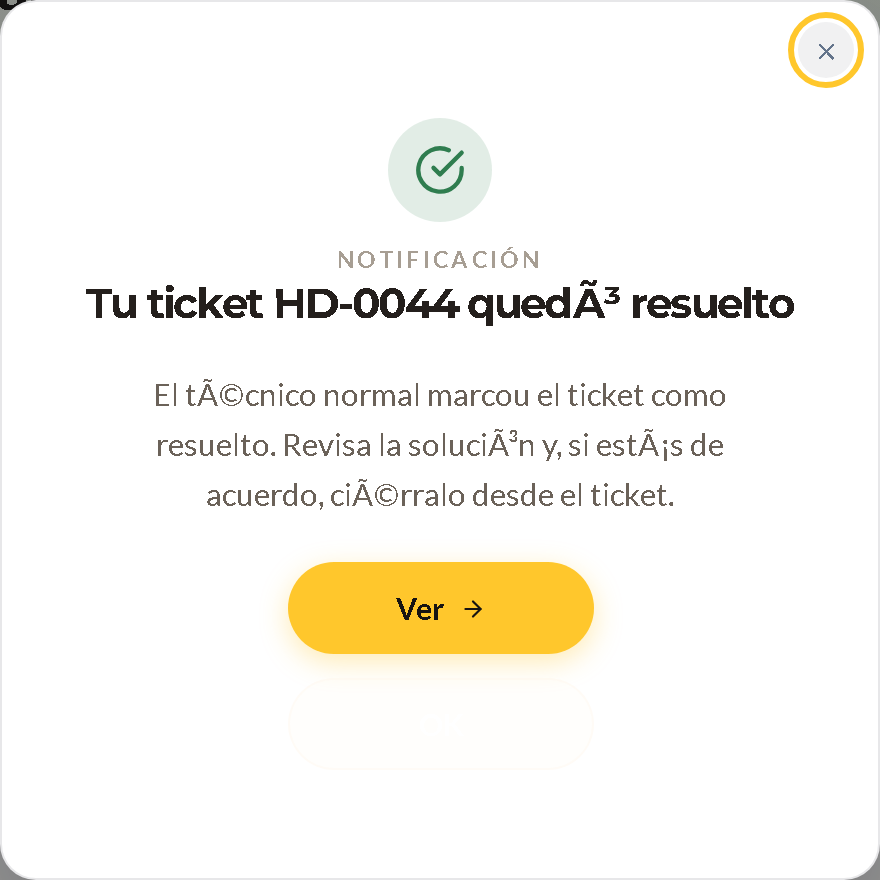 NOTIFICACIÓN
Tu ticket HD-0044 quedÃ³ resuelto
El tÃ©cnico normal marcou el ticket como
resuelto. Revisa la soluciÃ³n y, si estÃ¡s de
acuerdo, ciÃ©rralo desde el ticket.
Ver